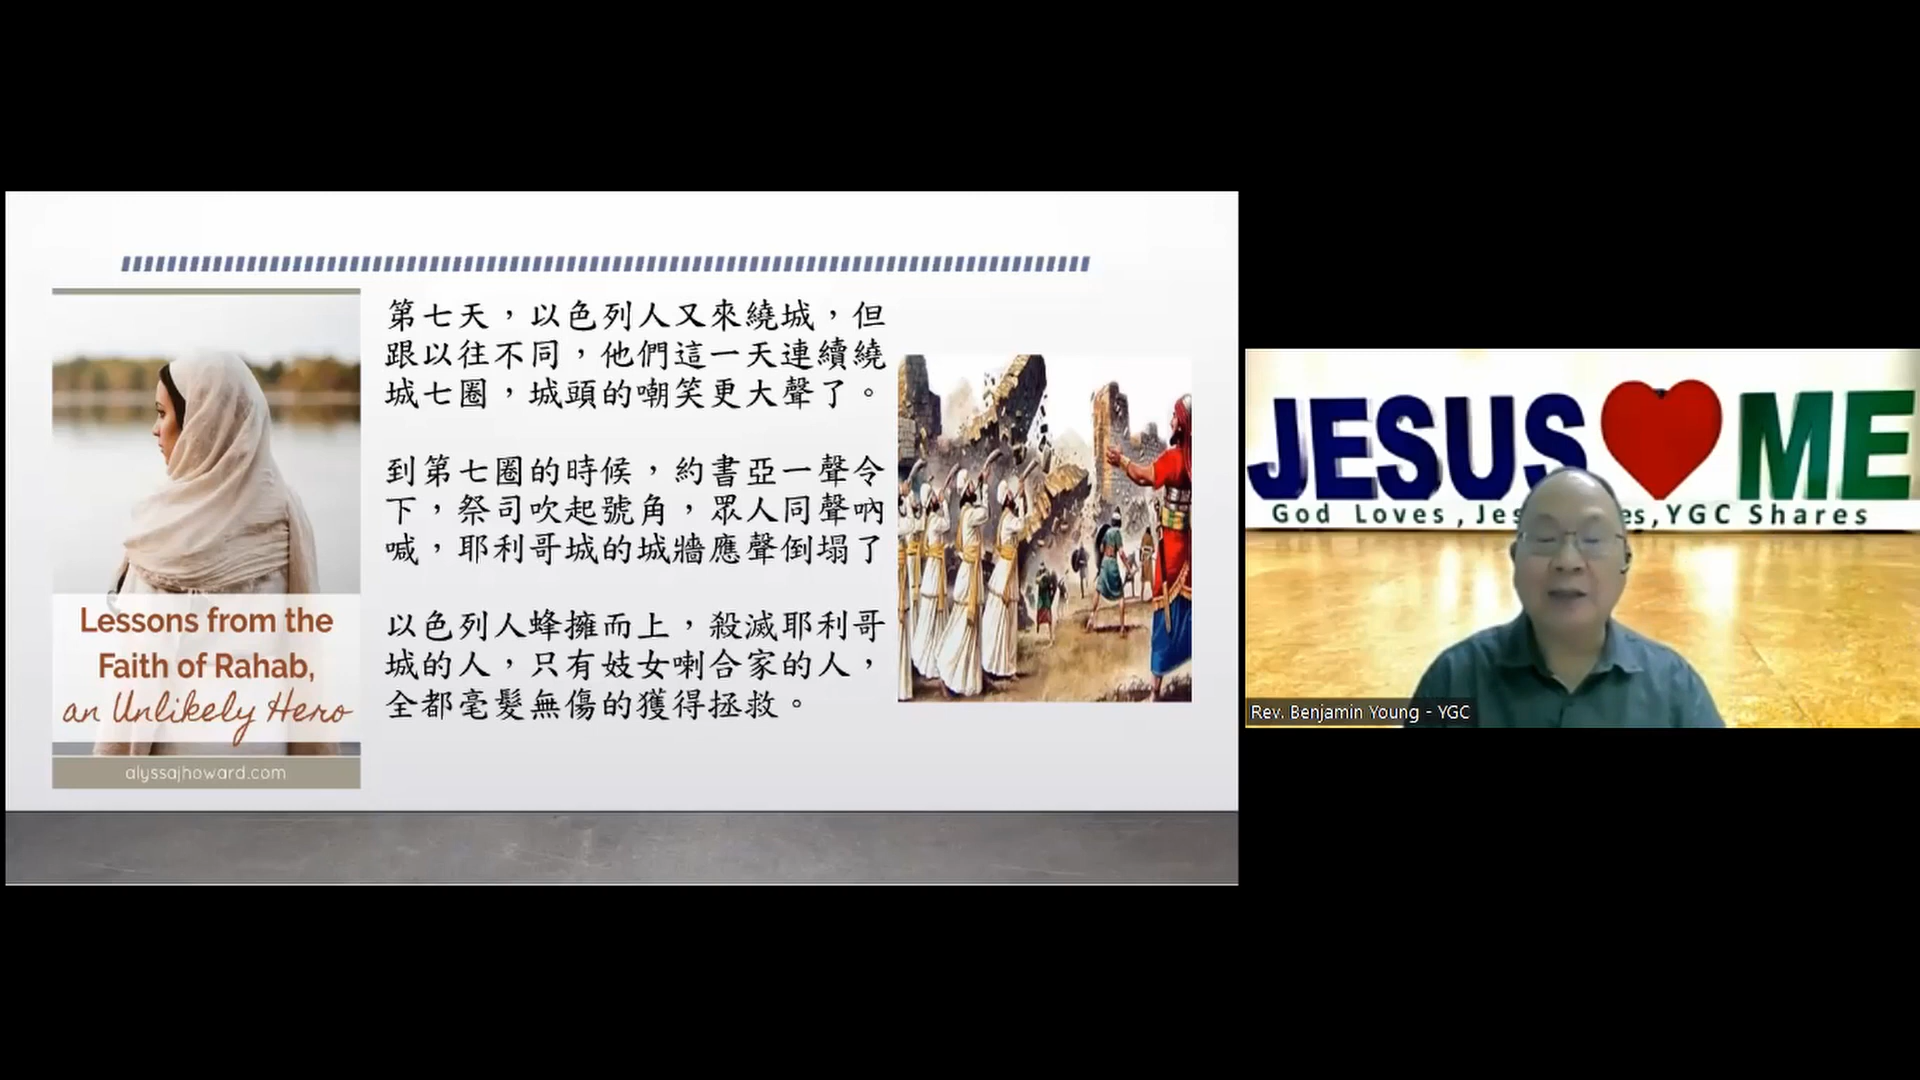 第七天，以色列人又來繞城，但
跟以往不同，他們這一天連續繞
城七圈，城頭的嘲笑更大聲了。
到第七圈的時候，約書亞一聲令
下，祭司吹起號角，眾人同聲吶
喊，耶利哥城的城牆應聲倒塌了
以色列人蜂擁而上，殺滅耶利哥
城的人，只有妓女喇合家的人，
全都毫髮無傷的獲得拯救。
Lessons from the
Faith of Rahab,
an Unlikely Hero
alyssajhoward.com
JESUS ME
God Loves, Jes es, YGC Shares
Rev. Benjamin Young - YGC